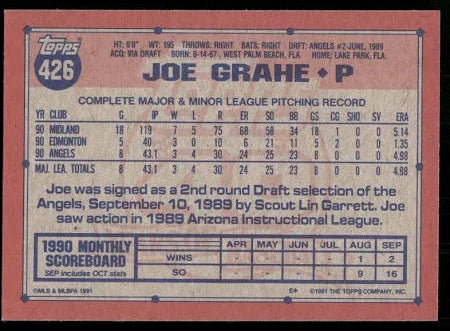 Topps
426
HT: 6'0" WT: 195 THROWS: RIGHT BATS: RIGHT DRFT: ANGELS #2-JUNE, 1989
ACQ: VIA DRAFT BORN: 8-14-67 WEST PALM BEACH, FLA. HOME: LAKE PARK, FLA.
JOE GRAHE • P
COMPLETE MAJOR & MINOR LEAGUE PITCHING RECORD
YR CLUB G IP W L R ER SO BB GS CG SHO SV ERA
90 MIDLAND 18 119 7 5 75 68 58 34 18 1 0 0 5.14
90 EDMONTON 5 40 3 0 10 6 21 11 5 2 0 0 1.35
90 ANGELS 8 43.1 3 4 30 24 25 23 8 0 0 0 4.98
MAJ. LEA. TOTALS 8 43.1 3 4 30 24 25 23 8 0 0 0 4.98
Joe was signed as a 2nd round Draft selection of the
Angels, September 10, 1989 by Scout Lin Garrett. Joe
saw action in 1989 Arizona Instructional League.
1990 MONTHLY SCOREBOARD
SEP includes OCT stats
APR MAY JUN JUL AUG SEP
WINS 1 2
SO 9 16
©MLB & MLBPA 1991 E* ©1991 THE TOPPS COMPANY, INC.